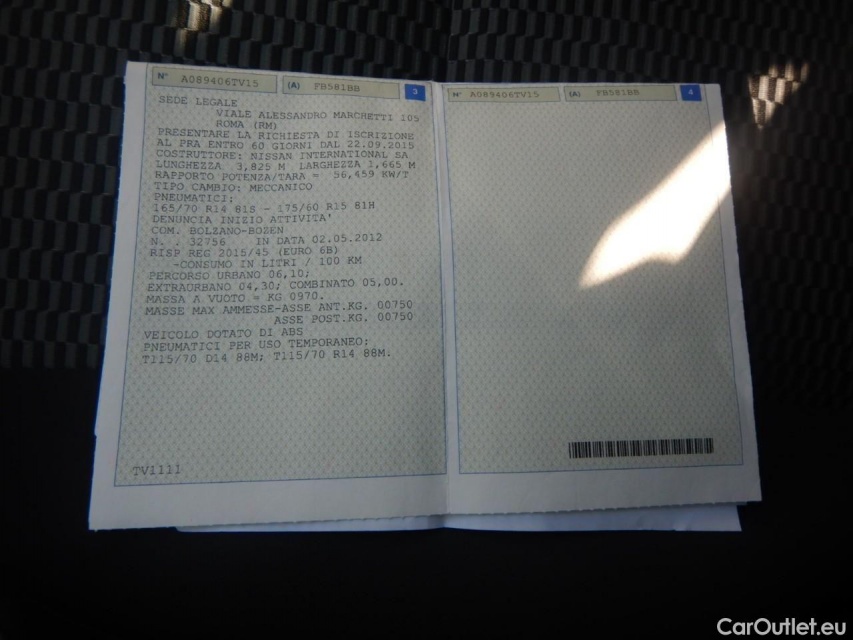 N° A089406TV15 (A) FB581BB 3
SEDE LEGALE
VIALE ALESSANDRO MARCHETTI 105
ROMA (RM)
PRESENTARE LA RICHIESTA DI ISCRIZIONE
AL PRA ENTRO 60 GIORNI DAL 22.09.2015
COSTRUTTORE: NISSAN INTERNATIONAL SA
LUNGHEZZA 3,825 M LARGHEZZA 1,665 M
RAPPORTO POTENZA/TARA = 56,459 KW/T
TIPO CAMBIO: MECCANICO
PNEUMATICI:
165/70 R14 81S - 175/60 R15 81H
DENUNCIA INIZIO ATTIVITA'
COM. BOLZANO-BOZEN
N. . 32756 IN DATA 02.05.2012
RISP REG 2015/45 (EURO 6B)
-CONSUMO IN LITRI / 100 KM
PERCORSO URBANO 06,10;
EXTRAURBANO 04,30; COMBINATO 05,00.
MASSA A VUOTO = KG 0970.
MASSE MAX AMMESSE-ASSE ANT.KG. 00750
ASSE POST.KG. 00750
VEICOLO DOTATO DI ABS
PNEUMATICI PER USO TEMPORANEO:
T115/70 D14 88M; T115/70 R14 88M.
TV1111
N° A089406TV15 (A) FB581BB 4
CarOutlet.eu